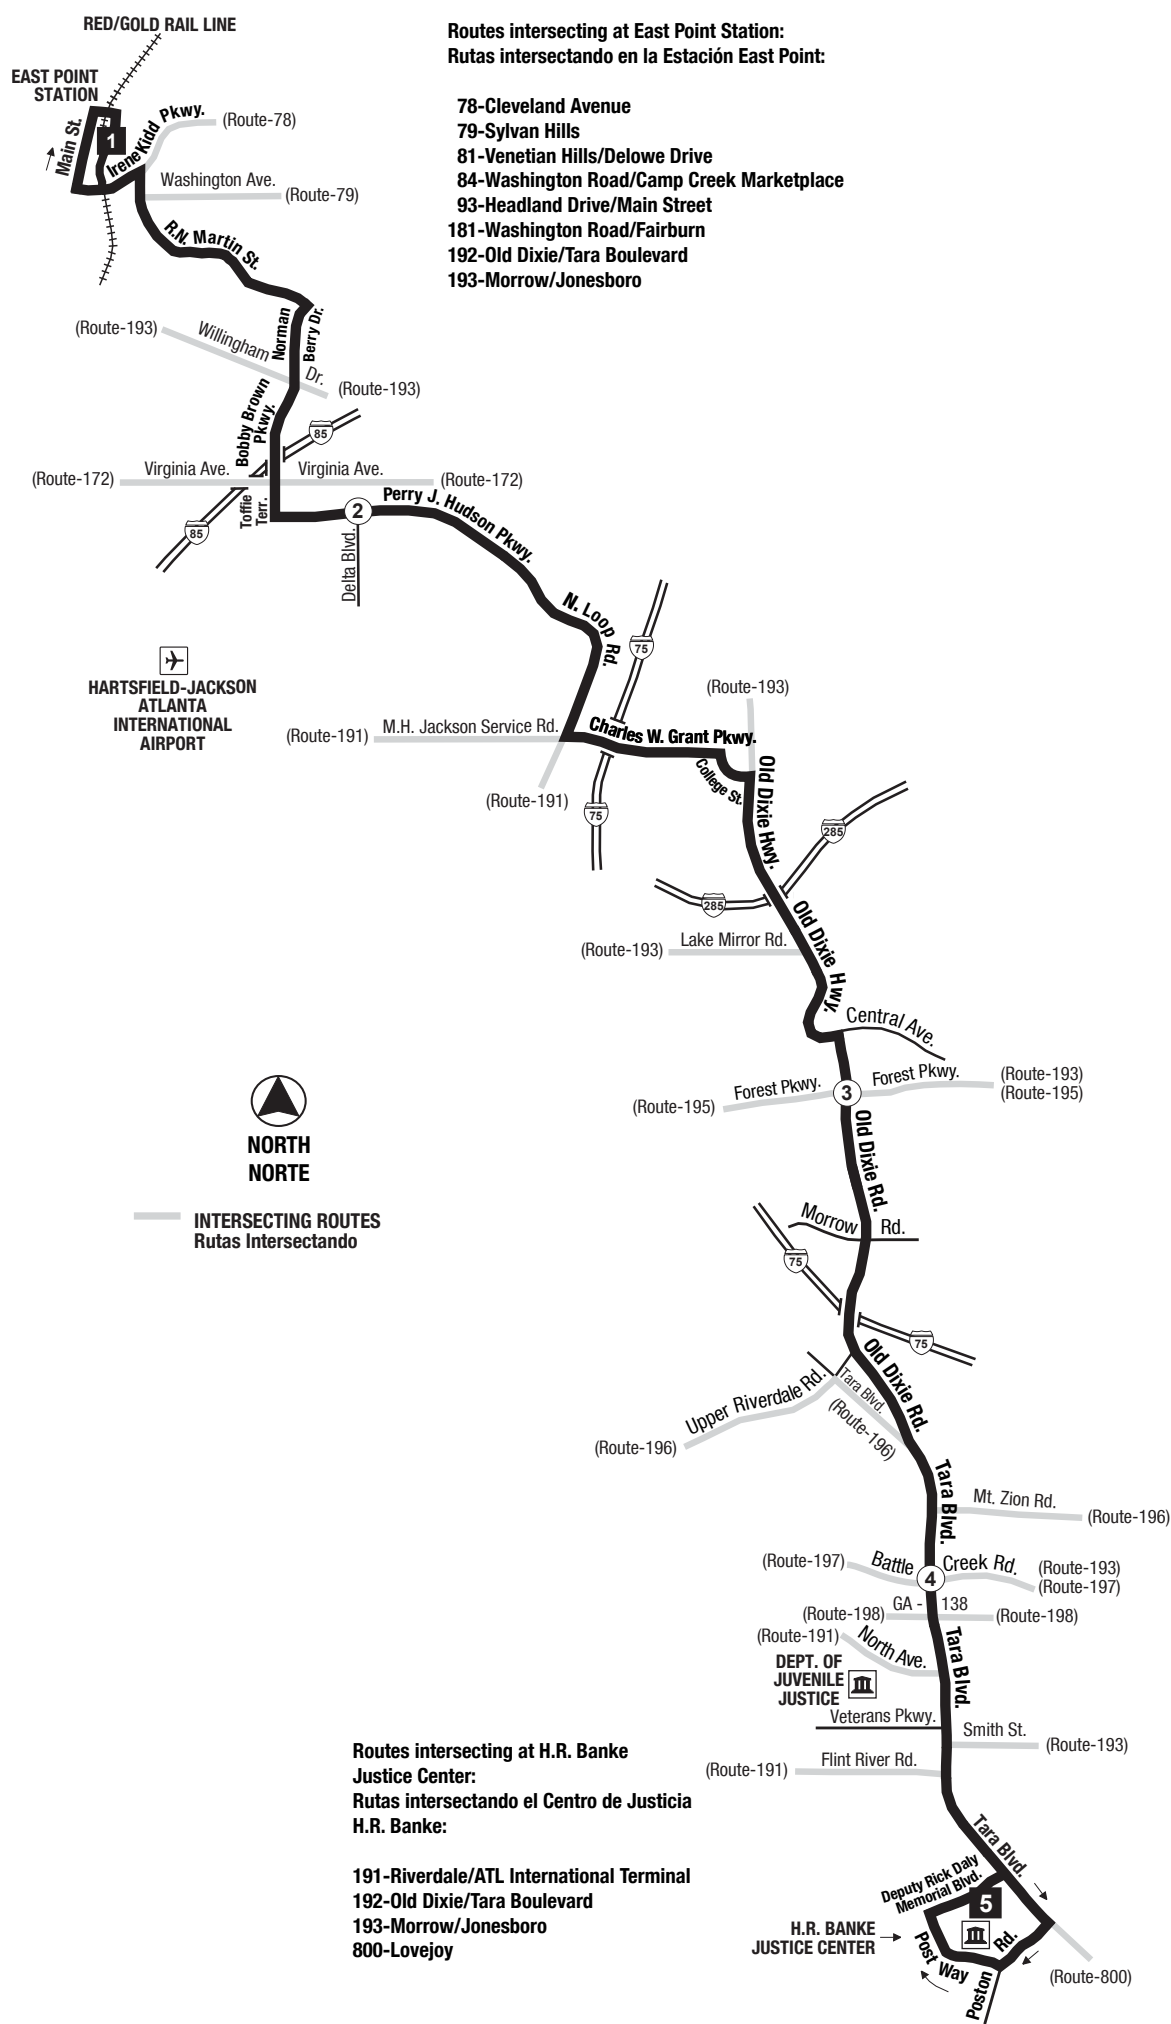 RED/GOLD RAIL LINE
EAST POINT
STATION
Main St.
1
Irene Kidd Pkwy.
(Route-78)
Washington Ave.
(Route-79)
R.N. Martin St.
Routes intersecting at East Point Station:
Rutas intersectando en la Estación East Point:
78-Cleveland Avenue
79-Sylvan Hills
81-Venetian Hills/Delowe Drive
84-Washington Road/Camp Creek Marketplace
93-Headland Drive/Main Street
181-Washington Road/Fairburn
192-Old Dixie/Tara Boulevard
193-Morrow/Jonesboro
Norman
Berry Dr.
(Route-193)
Willingham
Dr.
(Route-193)
Bobby Brown
Pkwy.
85
(Route-172)
Virginia Ave.
Virginia Ave.
(Route-172)
Toffie
Terr.
85
2
Delta Blvd.
Perry J. Hudson Pkwy.
N. Loop
Rd.
75
HARTSFIELD-JACKSON
ATLANTA
INTERNATIONAL
AIRPORT
(Route-193)
(Route-191)
M.H. Jackson Service Rd.
Charles W. Grant Pkwy.
(Route-191)
75
College St.
Old Dixie Hwy.
285
285
Old Dixie Hwy.
(Route-193)
Lake Mirror Rd.
Central Ave.
Forest Pkwy.
(Route-195)
3
Forest Pkwy.
(Route-193)
(Route-195)
Old Dixie Rd.
NORTH
NORTE
INTERSECTING ROUTES
Rutas Intersectando
Morrow
Rd.
75
75
Old Dixie Rd.
Upper Riverdale Rd.
(Route-196)
Tara Blvd.
(Route-196)
Tara Blvd.
Mt. Zion Rd.
(Route-196)
(Route-197)
Battle
4
Creek Rd.
(Route-193)
(Route-197)
(Route-198)
GA -
138
(Route-198)
(Route-191)
North Ave.
Tara Blvd.
DEPT. OF
JUVENILE
JUSTICE
Veterans Pkwy.
Smith St.
(Route-193)
(Route-191)
Flint River Rd.
Routes intersecting at H.R. Banke
Justice Center:
Rutas intersectando el Centro de Justicia
H.R. Banke:
191-Riverdale/ATL International Terminal
192-Old Dixie/Tara Boulevard
193-Morrow/Jonesboro
800-Lovejoy
Tara Blvd.
Deputy Rick Daly
Memorial Blvd.
5
H.R. BANKE
JUSTICE CENTER
Post Way
Poston
Rd.
(Route-800)